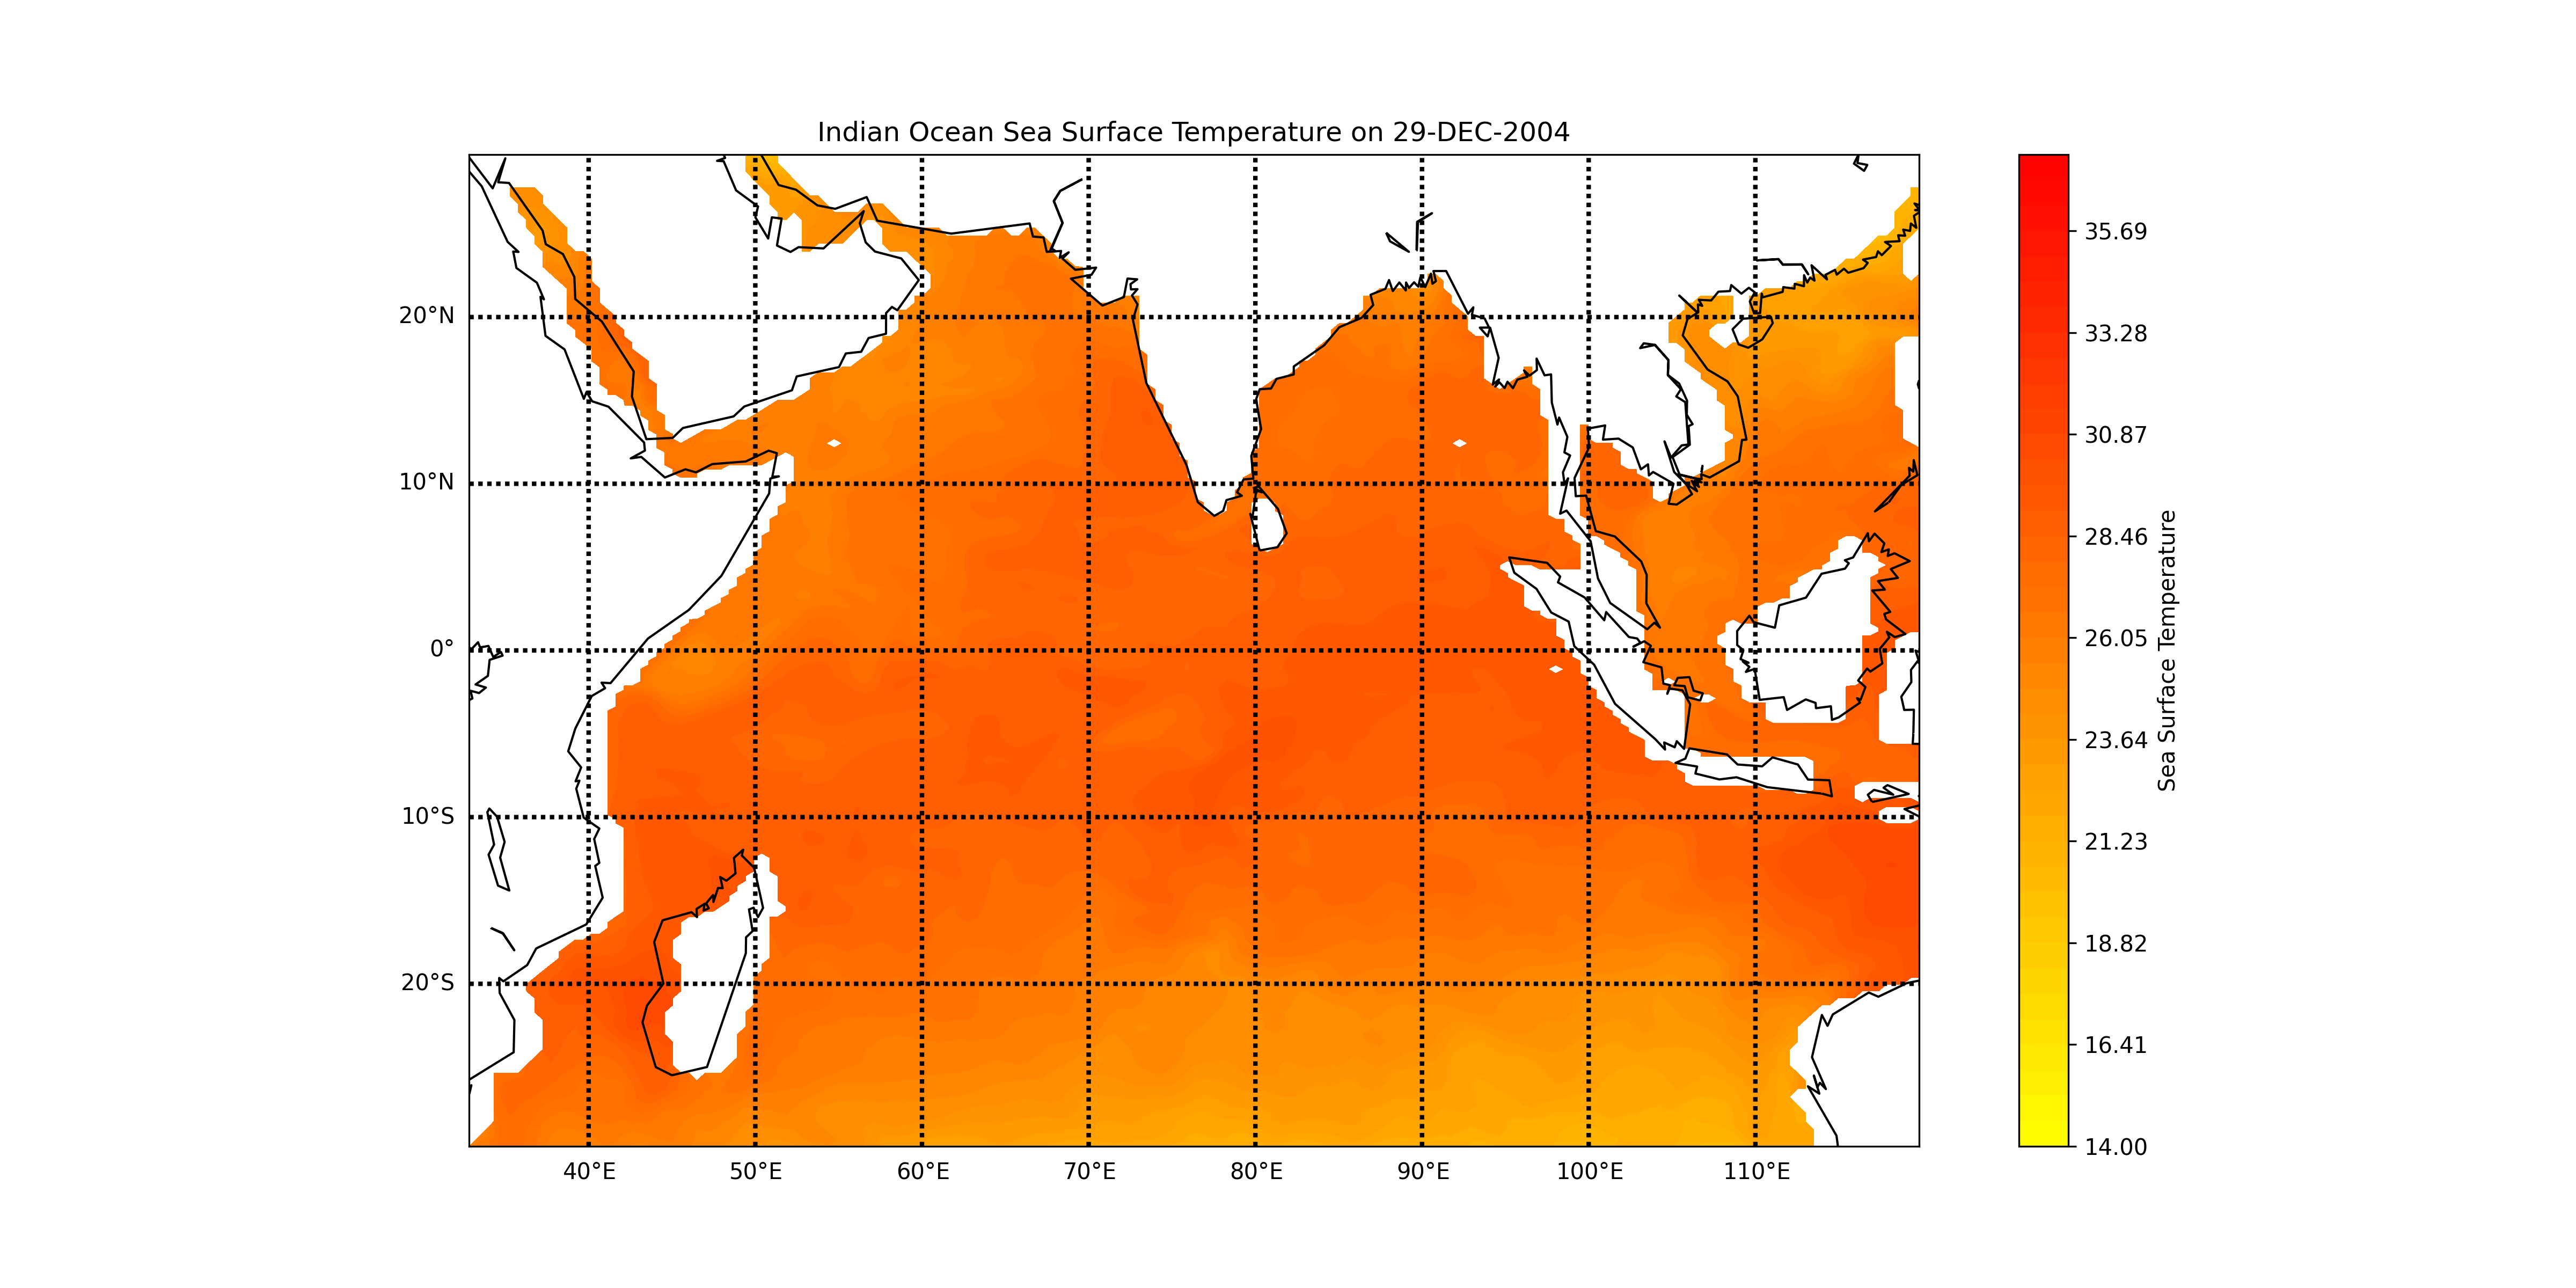 Indian Ocean Sea Surface Temperature on 29-DEC-2004
20°N
10°N
0°
10°S
20°S
40°E
50°E
60°E
70°E
80°E
90°E
100°E
110°E
35.69
33.28
30.87
28.46
26.05
23.64
21.23
18.82
16.41
14.00
Sea Surface Temperature